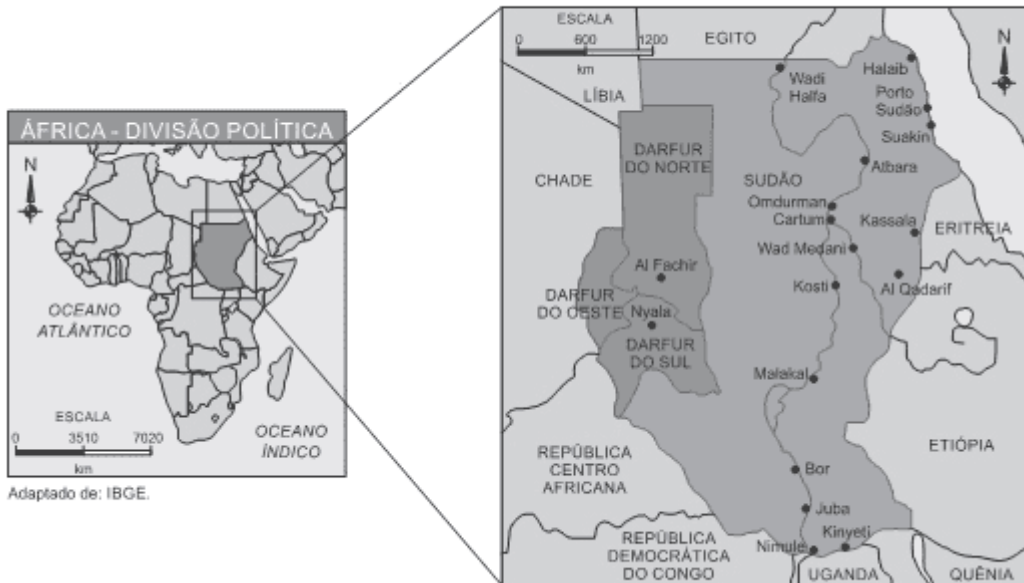 ÁFRICA - DIVISÃO POLÍTICA
N
OCEANO
ATLÂNTICO
ESCALA
0 3510 7020
km
OCEANO
ÍNDICO
Adaptado de: IBGE.
ESCALA
0 600 1200
km
EGITO
N
LÍBIA
Wadi
Halfa
Halaib
Porto
Sudão
Suakin
DARFUR
DO NORTE
CHADE
SUDÃO
Atbara
Omdurman
Cartum
Kassala
ERITREIA
Wad Medani
Al Fachir
Kosti
Al Qadarif
DARFUR
DO OESTE
Nyala
DARFUR
DO SUL
Malakal
REPÚBLICA
CENTRO
AFRICANA
ETIÓPIA
Bor
Juba
Kinyeti
Nimule
REPÚBLICA
DEMOCRÁTICA
DO CONGO
UGANDA
QUÊNIA